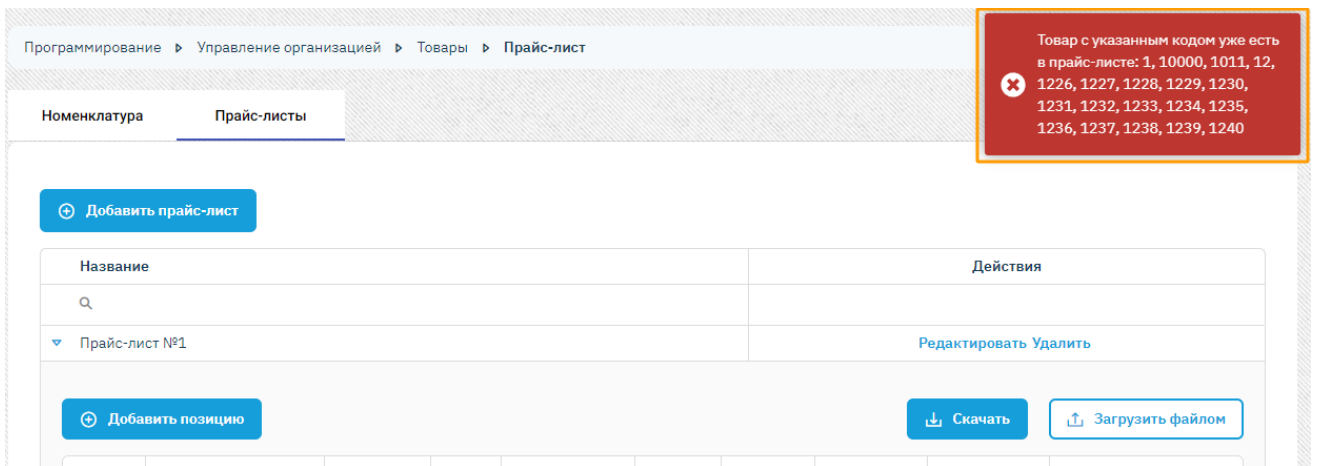 Программирование ▶ Управление организацией ▶ Товары ▶ Прайс-лист
Товар с указанным кодом уже есть
в прайс-листе: 1, 10000, 1011, 12,
1226, 1227, 1228, 1229, 1230,
1231, 1232, 1233, 1234, 1235,
1236, 1237, 1238, 1239, 1240
Номенклатура Прайс-листы
Добавить прайс-лист
Название Действия
Прайс-лист №1 Редактировать Удалить
Добавить позицию Скачать Загрузить файлом